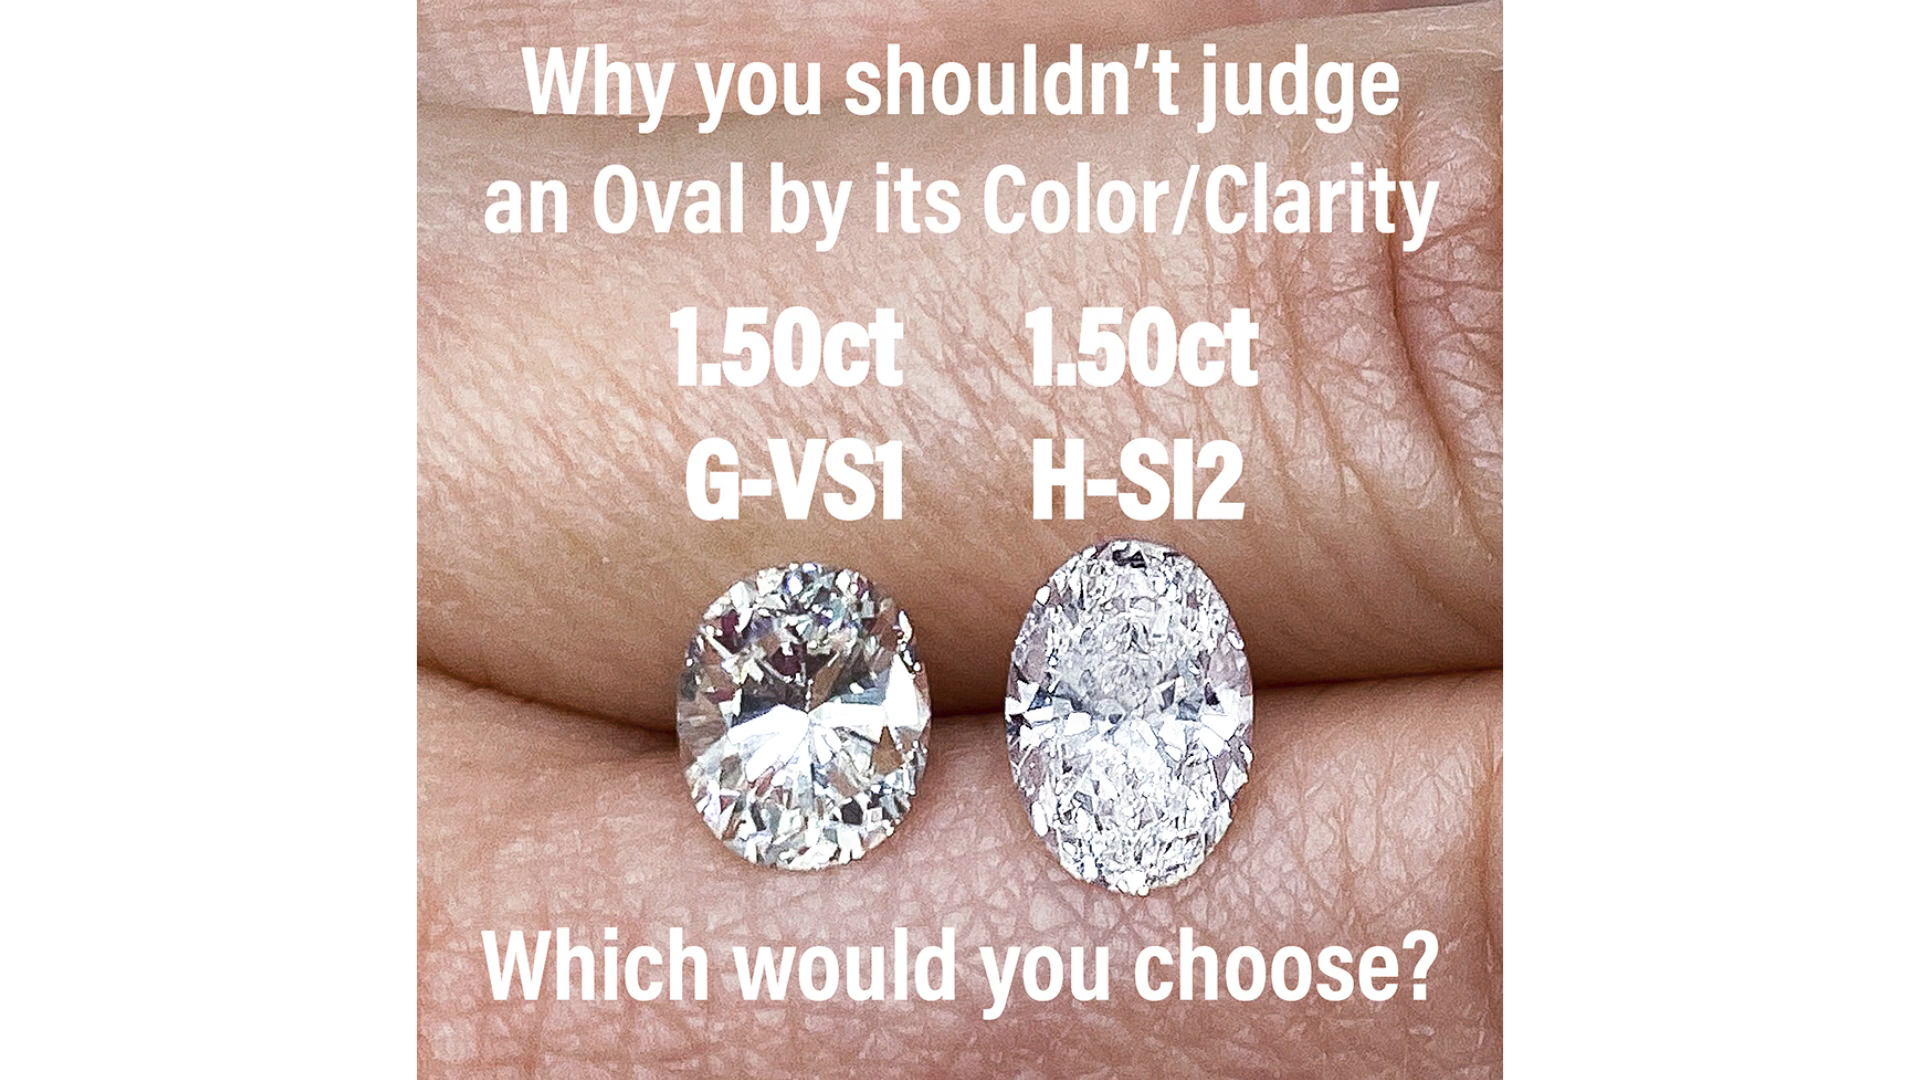 Why you shouldn’t judge
an Oval by its Color/Clarity
1.50ct 1.50ct
G-VS1 H-SI2
Which would you choose?